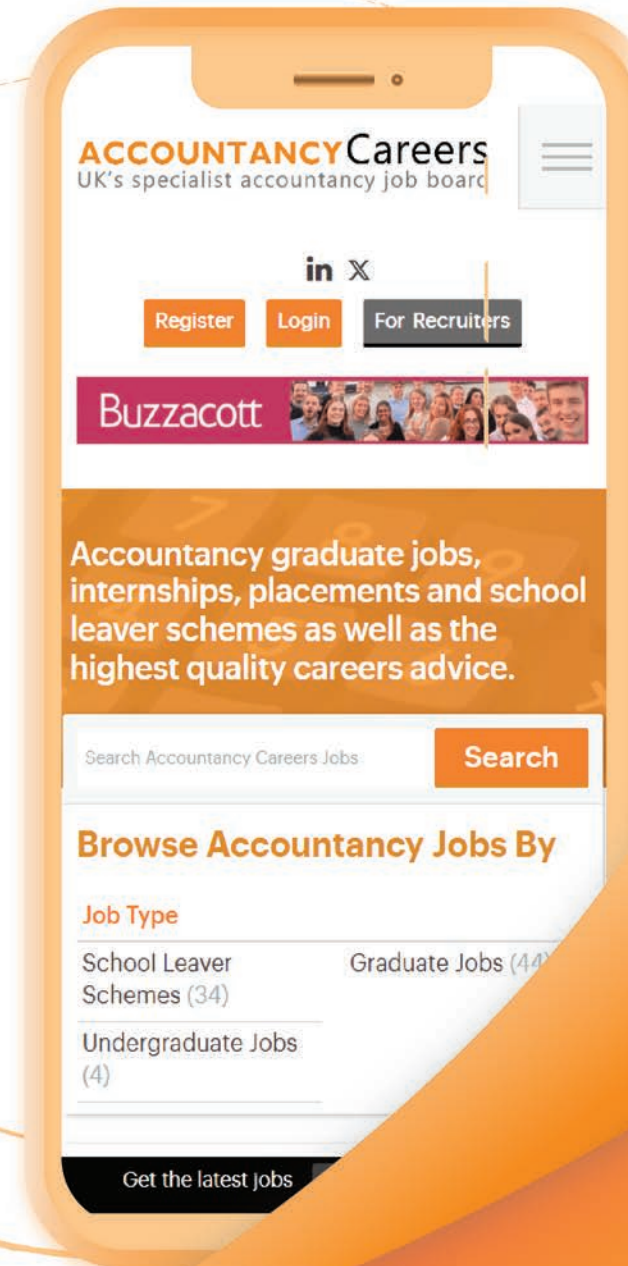 ACCOUNTANCYCareers
UK's specialist accountancy job board
in X
Register Login For Recruiters
Buzzacott
Accountancy graduate jobs,
internships, placements and school
leaver schemes as well as the
highest quality careers advice.
Search Accountancy Careers Jobs Search
Browse Accountancy Jobs By
Job Type
School Leaver Graduate Jobs (44)
Schemes (34)
Undergraduate Jobs
(4)
Get the latest jobs